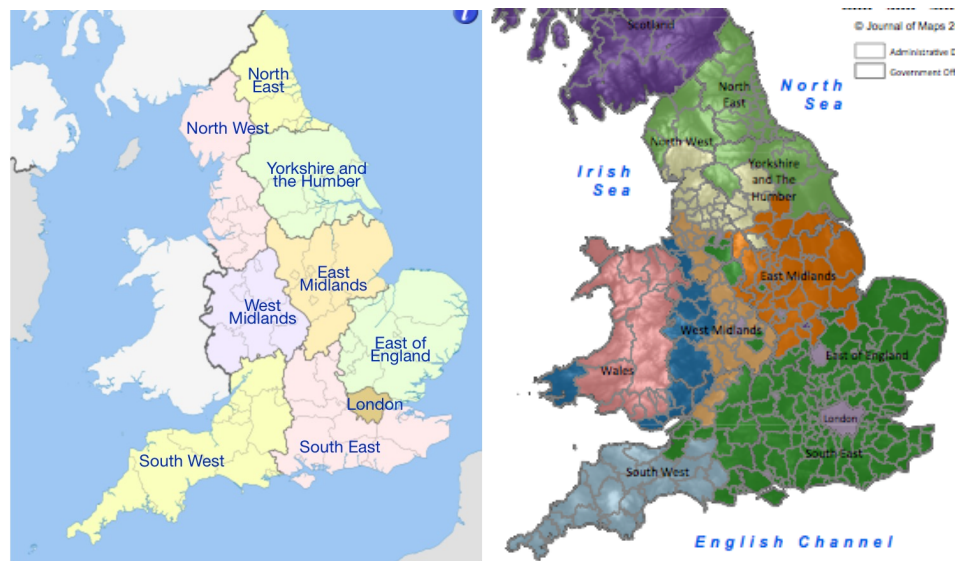 i
North
East
North West
Yorkshire and
the Humber
East
Midlands
West
Midlands
East of
England
London
South East
South West
Scotland
© Journal of Maps 2
Administrative D
Government Off
North
Sea
North
East
North West
Irish
Sea
Yorkshire
and The
Humber
East Midlands
West Midlands
East of England
Wales
London
South East
South West
English Channel